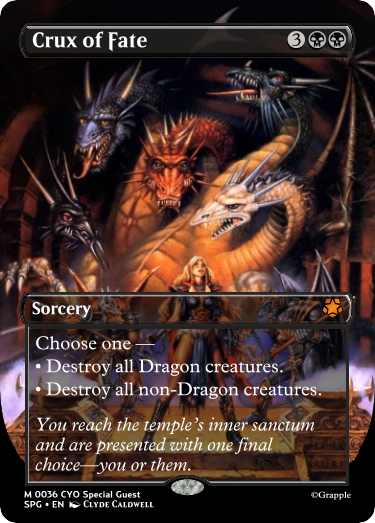 Crux of Fate 3
Sorcery
Choose one —
• Destroy all Dragon creatures.
• Destroy all non-Dragon creatures.
You reach the temple's inner sanctum
and are presented with one final
choice—you or them.
M 0036 CYO Special Guest
SPG • EN Clyde Caldwell
©Grapple